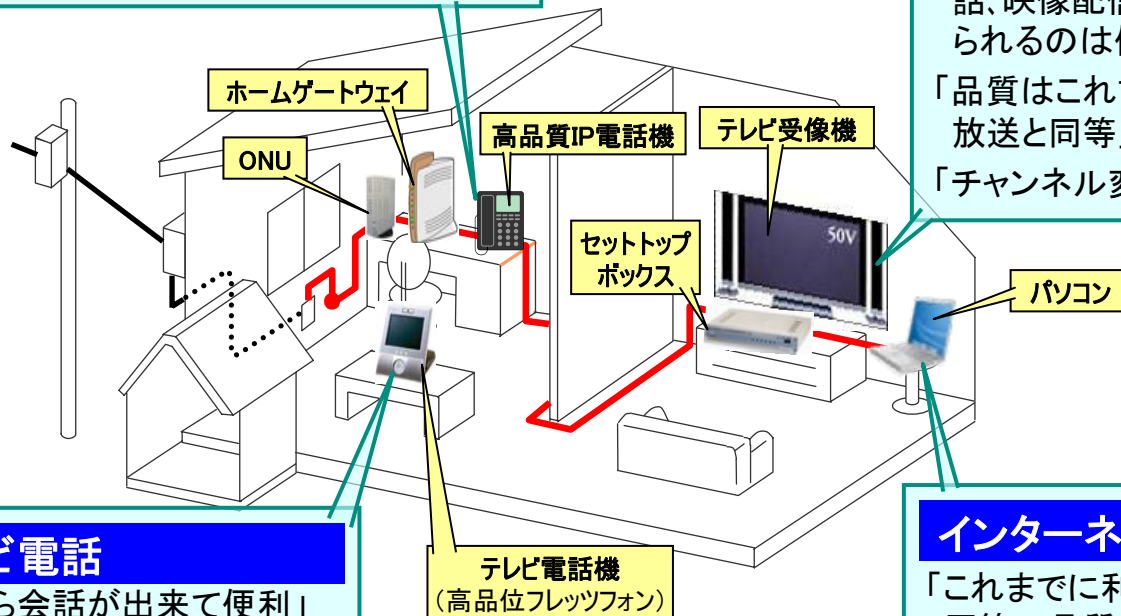 話、映像配信
られるのは
「品質はこれ
放送と同等
「チャンネル変
ホームゲートウェイ
ONU
高品質IP電話機
テレビ受像機
50V
セットトップ
ボックス
パソコン
ビ電話
ら会話が出来て便利」
テレビ電話機
(高品位フレッツフォン)
インターネ
「これまでに利